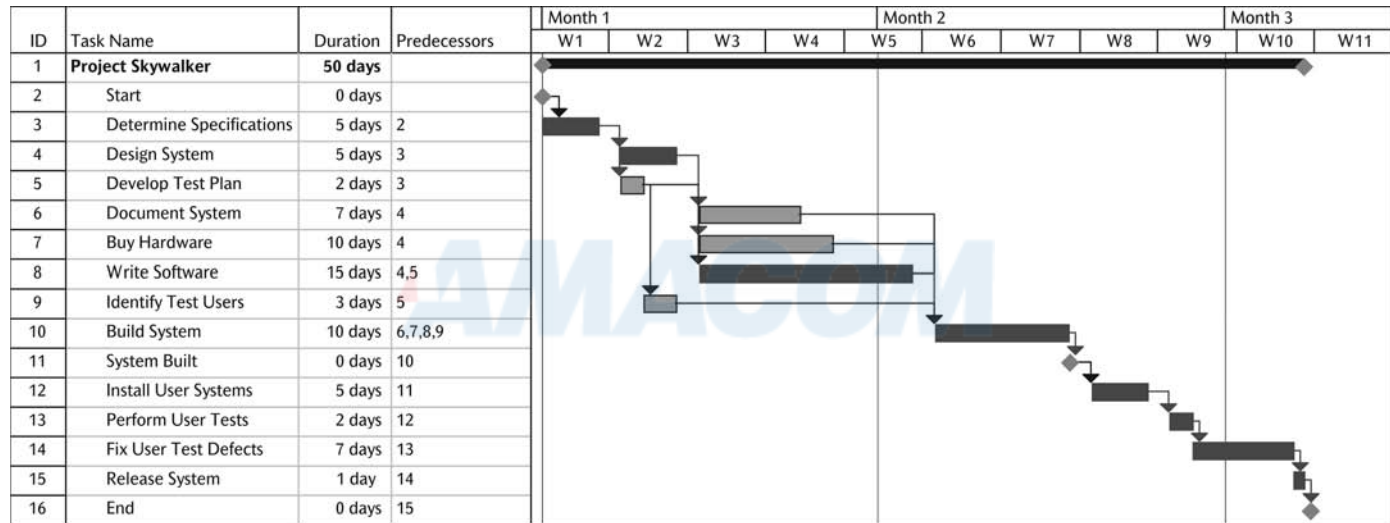 Month 1 Month 2 Month 3
ID Task Name Duration Predecessors W1 W2 W3 W4 W5 W6 W7 W8 W9 W10 W11
1 Project Skywalker 50 days
2 Start 0 days
3 Determine Specifications 5 days 2
4 Design System 5 days 3
5 Develop Test Plan 2 days 3
6 Document System 7 days 4
7 Buy Hardware 10 days 4
8 Write Software 15 days 4,5
9 Identify Test Users 3 days 5
10 Build System 10 days 6,7,8,9
11 System Built 0 days 10
12 Install User Systems 5 days 11
13 Perform User Tests 2 days 12
14 Fix User Test Defects 7 days 13
15 Release System 1 day 14
16 End 0 days 15
AMACOM